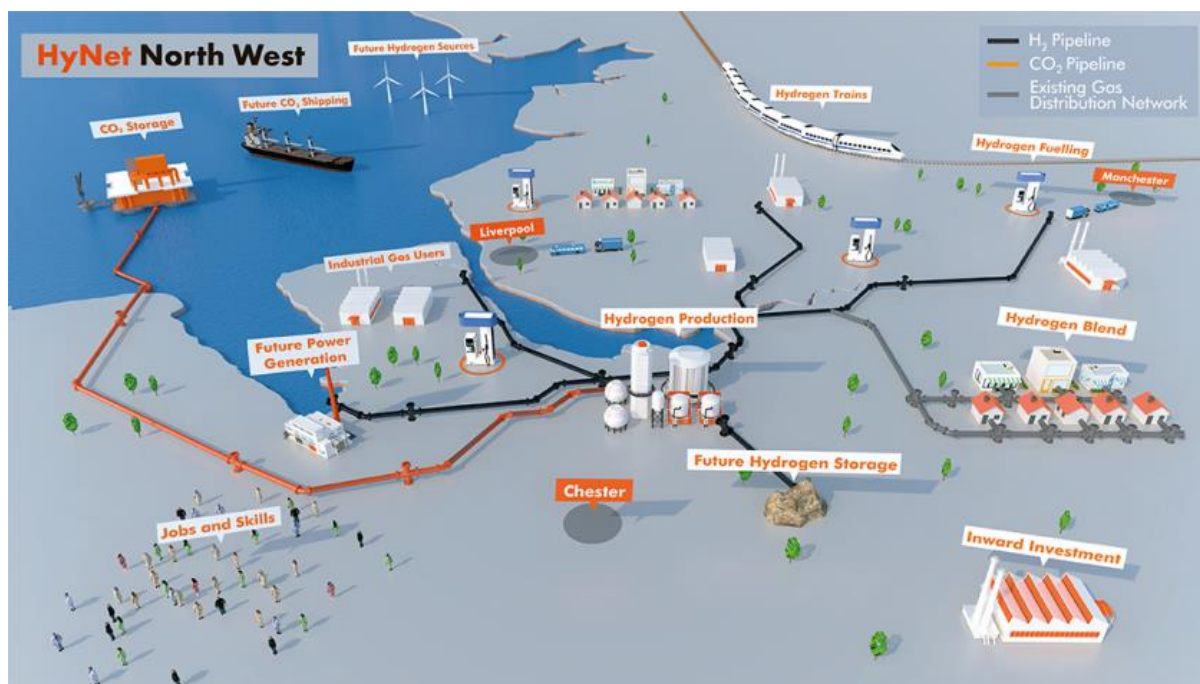 HyNet North West
Future Hydrogen Sources
H₂ Pipeline
CO₂ Pipeline
Existing Gas
Distribution Network
Future CO₂ Shipping
CO₂ Storage
Hydrogen Trains
Hydrogen Fuelling
Manchester
Liverpool
Industrial Gas Users
Hydrogen Production
Hydrogen Blend
Future Power
Generation
Future Hydrogen Storage
Chester
Jobs and Skills
Inward Investment